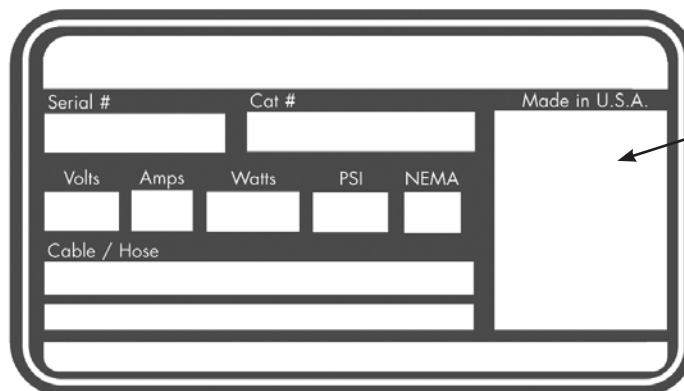 Serial # Cat # Made in U.S.A.
Volts Amps Watts PSI NEMA
Cable / Hose